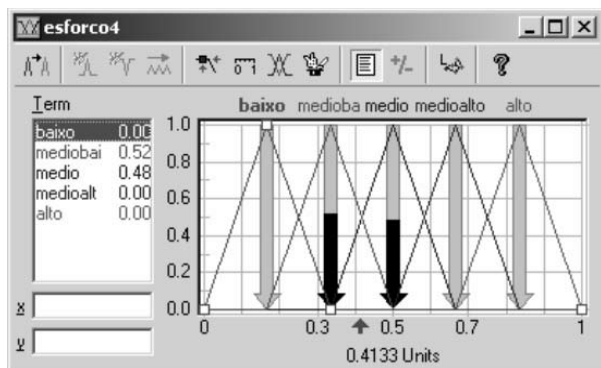 esforco4
Term
baixo 0.00
mediobai 0.52
medio 0.48
medioalt 0.00
alto 0.00
x
y
baixo medioba medio medioalto alto
1.0
0.8
0.6
0.4
0.2
0.0
0 0.3 0.5 0.7 1
0.4133 Units